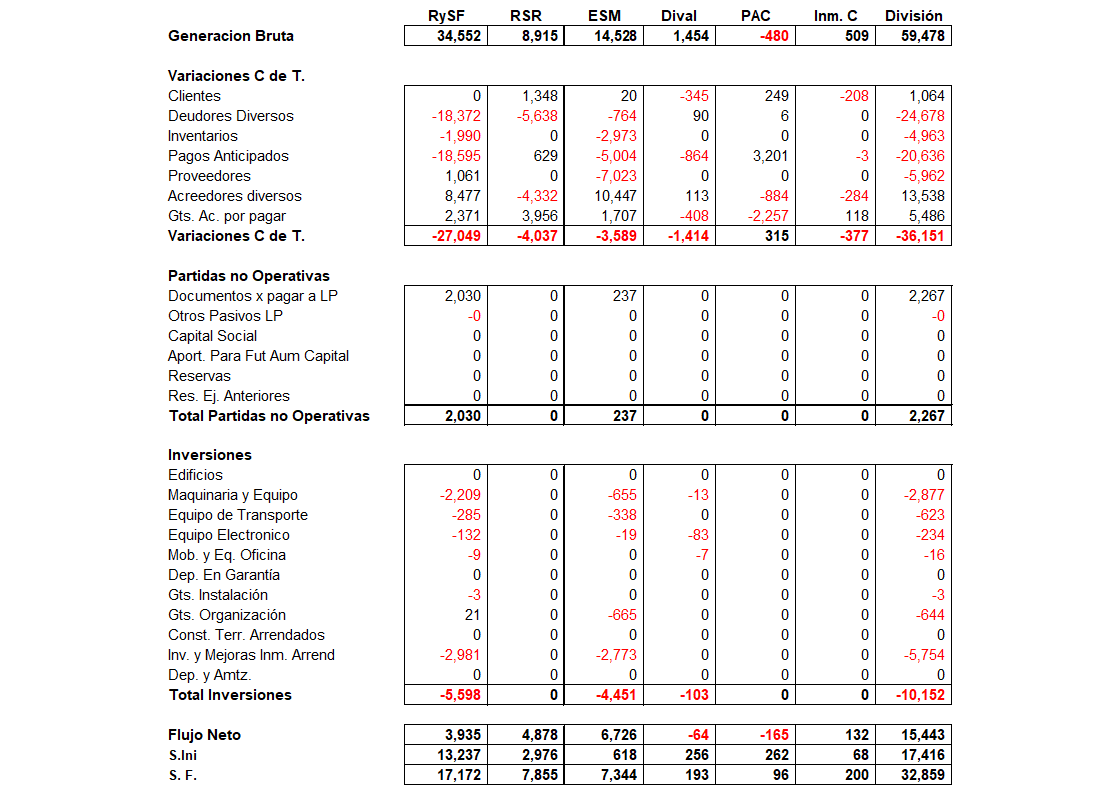 RySF RSR ESM Dival PAC Inm. C División
Generacion Bruta 34,552 8,915 14,528 1,454 -480 509 59,478
Variaciones C de T.
Clientes 0 1,348 20 -345 249 -208 1,064
Deudores Diversos -18,372 -5,638 -764 90 6 0 -24,678
Inventarios -1,990 0 -2,973 0 0 0 -4,963
Pagos Anticipados -18,595 629 -5,004 -864 3,201 -3 -20,636
Proveedores 1,061 0 -7,023 0 0 0 -5,962
Acreedores diversos 8,477 -4,332 10,447 113 -884 -284 13,538
Gts. Ac. por pagar 2,371 3,956 1,707 -408 -2,257 118 5,486
Variaciones C de T. -27,049 -4,037 -3,589 -1,414 315 -377 -36,151
Partidas no Operativas
Documentos x pagar a LP 2,030 0 237 0 0 0 2,267
Otros Pasivos LP -0 0 0 0 0 0 -0
Capital Social 0 0 0 0 0 0 0
Aport. Para Fut Aum Capital 0 0 0 0 0 0 0
Reservas 0 0 0 0 0 0 0
Res. Ej. Anteriores 0 0 0 0 0 0 0
Total Partidas no Operativas 2,030 0 237 0 0 0 2,267
Inversiones
Edificios 0 0 0 0 0 0 0
Maquinaria y Equipo -2,209 0 -655 -13 0 0 -2,877
Equipo de Transporte -285 0 -338 0 0 0 -623
Equipo Electronico -132 0 -19 -83 0 0 -234
Mob. y Eq. Oficina -9 0 0 -7 0 0 -16
Dep. En Garantía 0 0 0 0 0 0 0
Gts. Instalación -3 0 0 0 0 0 -3
Gts. Organización 21 0 -665 0 0 0 -644
Const. Terr. Arrendados 0 0 0 0 0 0 0
Inv. y Mejoras Inm. Arrend -2,981 0 -2,773 0 0 0 -5,754
Dep. y Amtz. 0 0 0 0 0 0 0
Total Inversiones -5,598 0 -4,451 -103 0 0 -10,152
Flujo Neto 3,935 4,878 6,726 -64 -165 132 15,443
S.Ini 13,237 2,976 618 256 262 68 17,416
S. F. 17,172 7,855 7,344 193 96 200 32,859